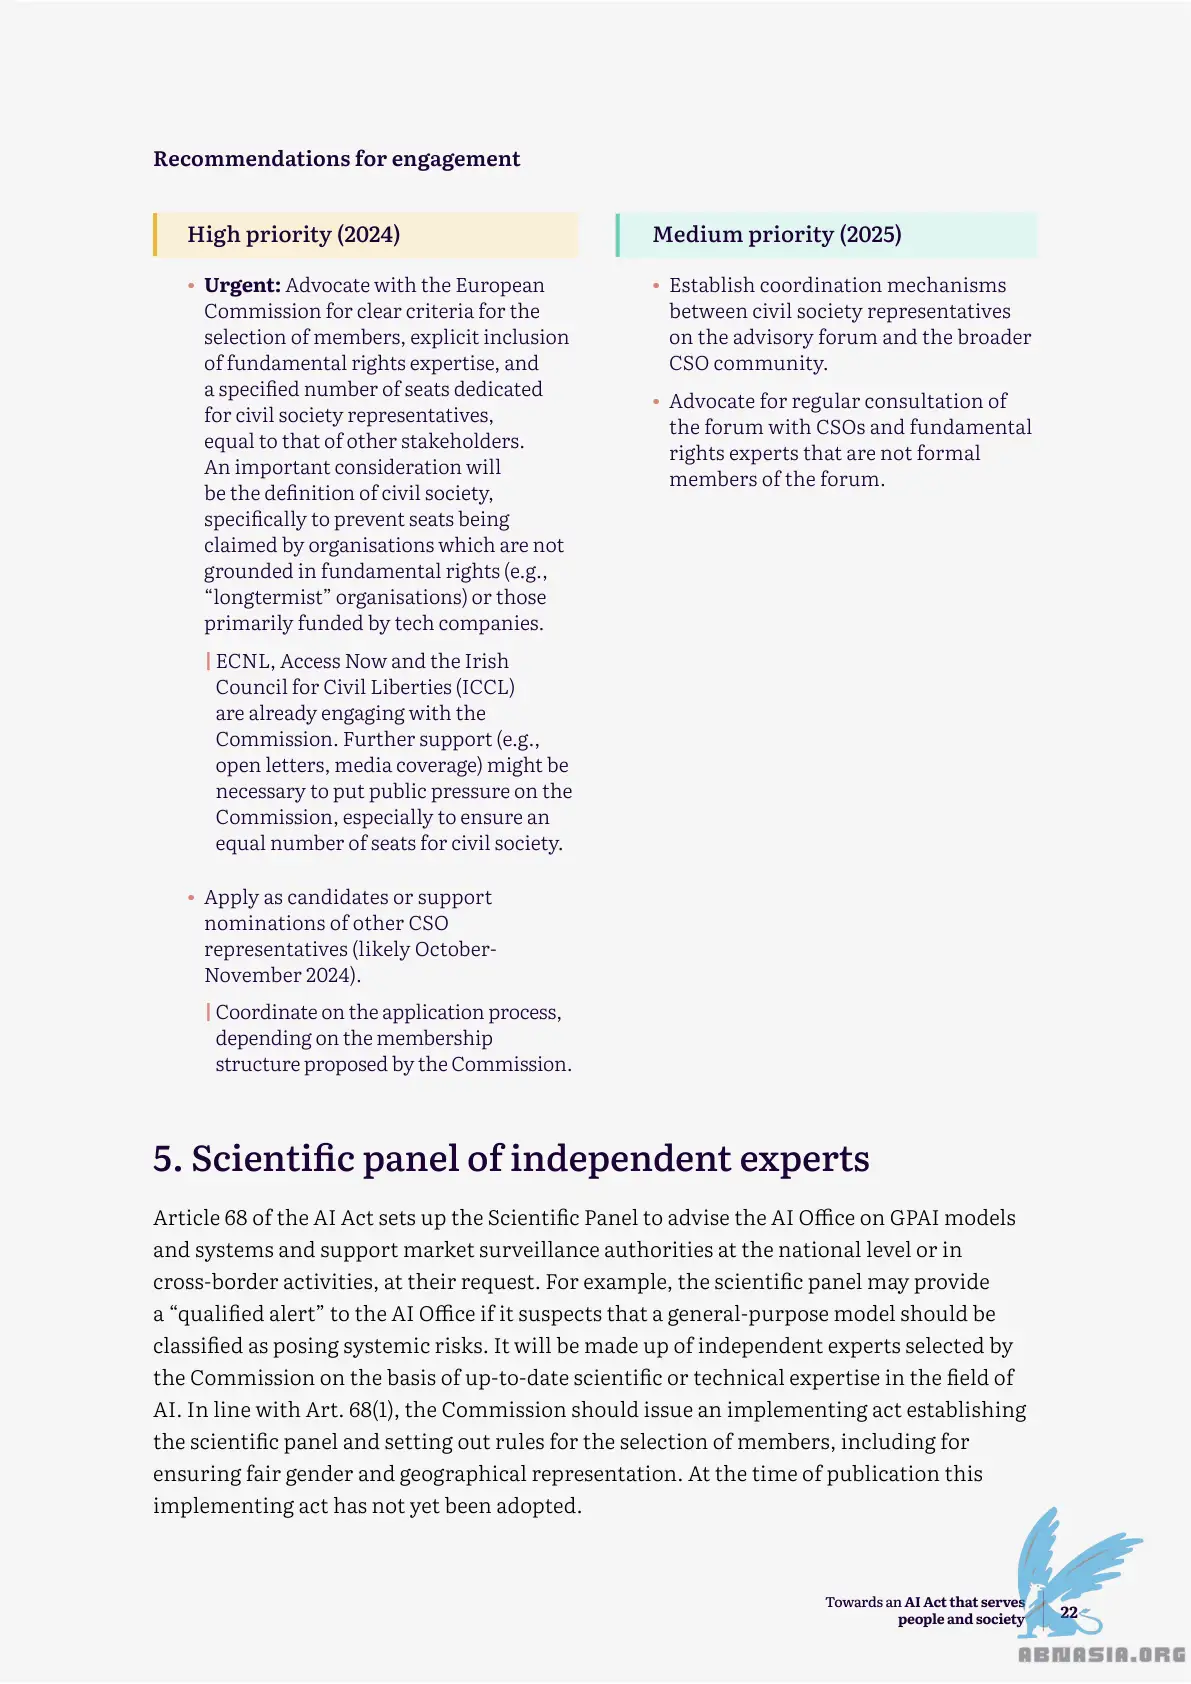 Recommendations for engagement
High priority (2024)
• Urgent: Advocate with the European
Commission for clear criteria for the
selection of members, explicit inclusion
of fundamental rights expertise, and
a specified number of seats dedicated
for civil society representatives,
equal to that of other stakeholders.
An important consideration will
be the definition of civil society,
specifically to prevent seats being
claimed by organisations which are not
grounded in fundamental rights (e.g.,
“longtermist” organisations) or those
primarily funded by tech companies.
| ECNL, Access Now and the Irish
Council for Civil Liberties (ICCL)
are already engaging with the
Commission. Further support (e.g.,
open letters, media coverage) might be
necessary to put public pressure on the
Commission, especially to ensure an
equal number of seats for civil society.
• Apply as candidates or support
nominations of other CSO
representatives (likely October-
November 2024).
| Coordinate on the application process,
depending on the membership
structure proposed by the Commission.
Medium priority (2025)
• Establish coordination mechanisms
between civil society representatives
on the advisory forum and the broader
CSO community.
• Advocate for regular consultation of
the forum with CSOs and fundamental
rights experts that are not formal
members of the forum.
5. Scientific panel of independent experts
Article 68 of the AI Act sets up the Scientific Panel to advise the AI Office on GPAI models
and systems and support market surveillance authorities at the national level or in
cross-border activities, at their request. For example, the scientific panel may provide
a “qualified alert” to the AI Office if it suspects that a general-purpose model should be
classified as posing systemic risks. It will be made up of independent experts selected by
the Commission on the basis of up-to-date scientific or technical expertise in the field of
AI. In line with Art. 68(1), the Commission should issue an implementing act establishing
the scientific panel and setting out rules for the selection of members, including for
ensuring fair gender and geographical representation. At the time of publication this
implementing act has not yet been adopted.
Towards an AI Act that serves
people and society
22
ABNASIA.ORG